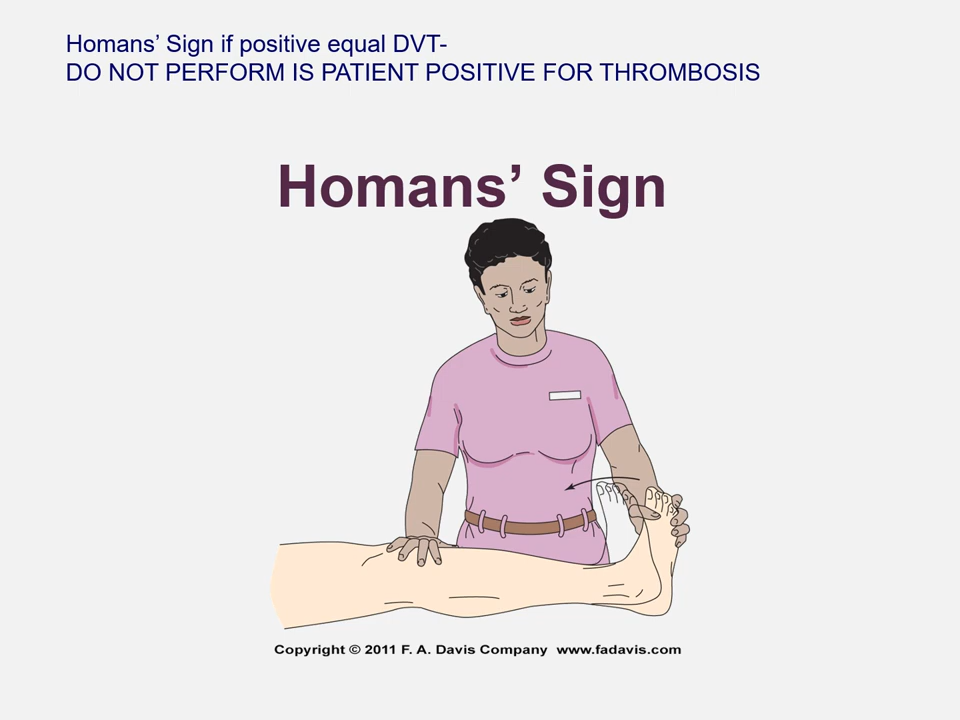 Homans’ Sign if positive equal DVT-
DO NOT PERFORM IS PATIENT POSITIVE FOR THROMBOSIS
Homans’ Sign
Copyright © 2011 F. A. Davis Company www.fadavis.com